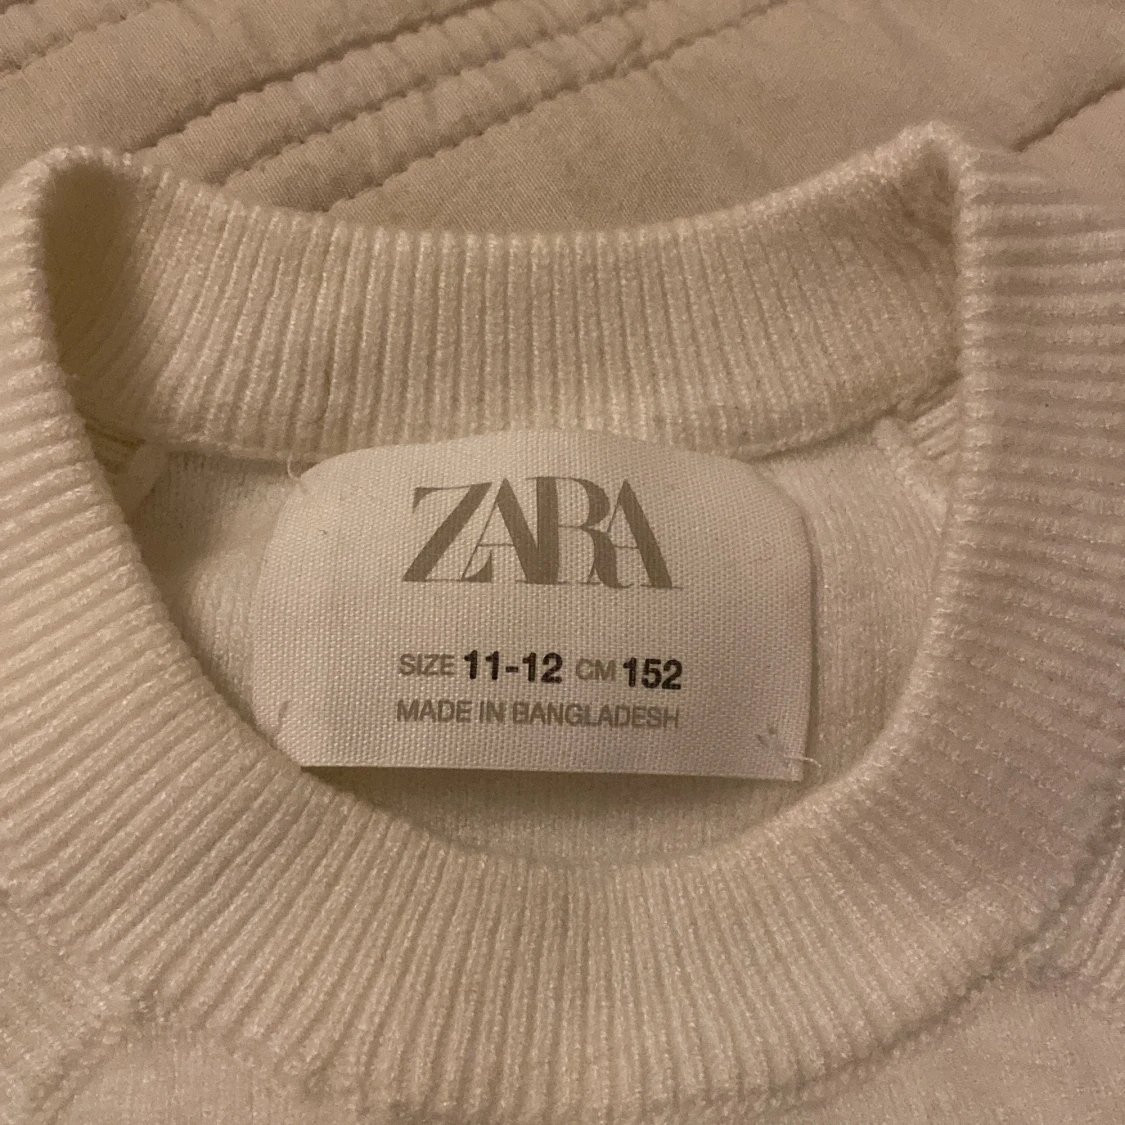 ZARA
SIZE 11-12 CM 152
MADE IN BANGLADESH